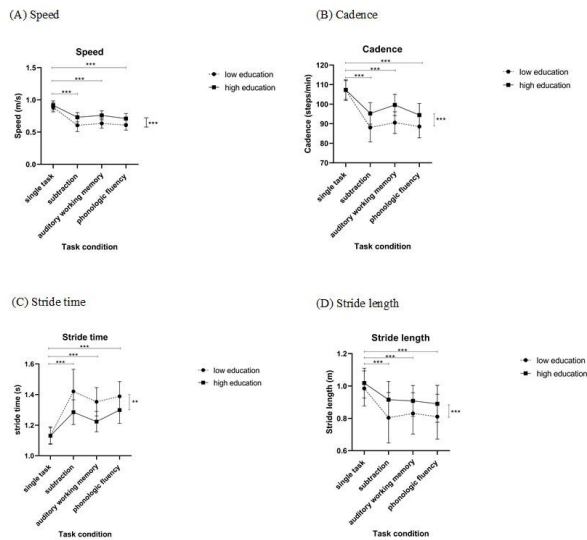 (A) Speed
Speed
***
***
***
1.5
1.0
0.5
0.0
Speed (m/s)
low education
high education
***
single task
subtraction
auditory working memory
phonologic fluency
Task condition
(B) Cadence
Cadence
***
***
***
110
100
90
80
70
Cadence (steps/min)
low education
high education
***
single task
subtraction
auditory working memory
phonologic fluency
Task condition
(C) Stride time
Stride time
***
***
***
1.6
1.4
1.2
1.0
stride time (s)
low education
high education
**
single task
subtraction
auditory working memory
phonologic fluency
Task condition
(D) Stride length
Stride length
***
***
***
1.2
1.0
0.8
0.6
Stride length (m)
low education
high education
***
single task
subtraction
auditory working memory
phonologic fluency
Task condition